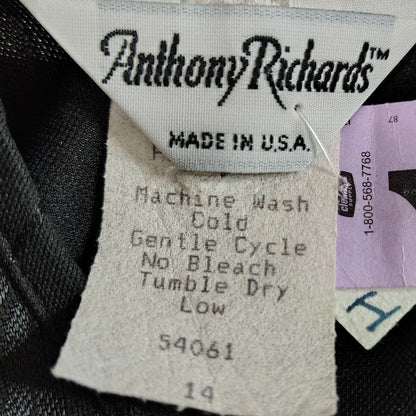 Anthony Richards™
MADE IN U.S.A.
Machine Wash
Cold
Gentle Cycle
No Bleach
Tumble Dry
Low
54061
14
1-800-568-7768
87
H